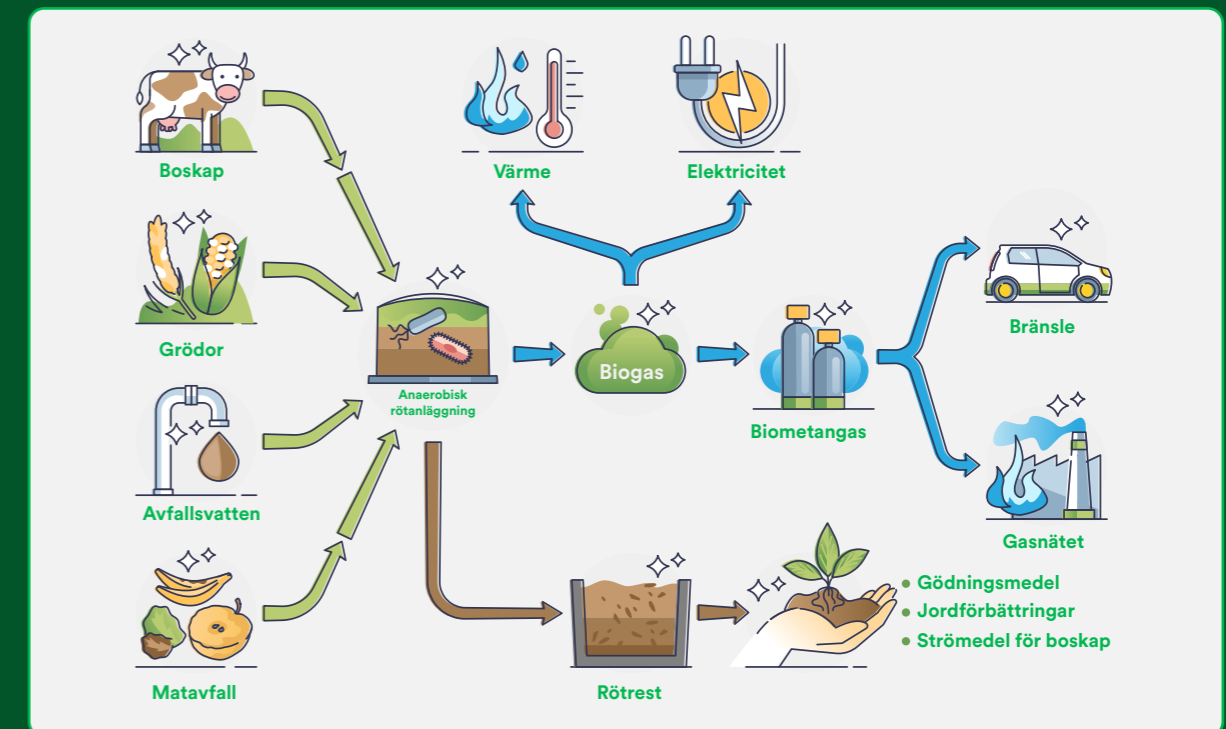 Boskap
Grödor
Avfallsvatten
Matavfall
Anaerobisk
rötanläggning
Värme
Elektricitet
Biogas
Biometangas
Bränsle
Gasnätet
Rötrest
• Gödningsmedel
• Jordförbättringar
• Strömedel för boskap